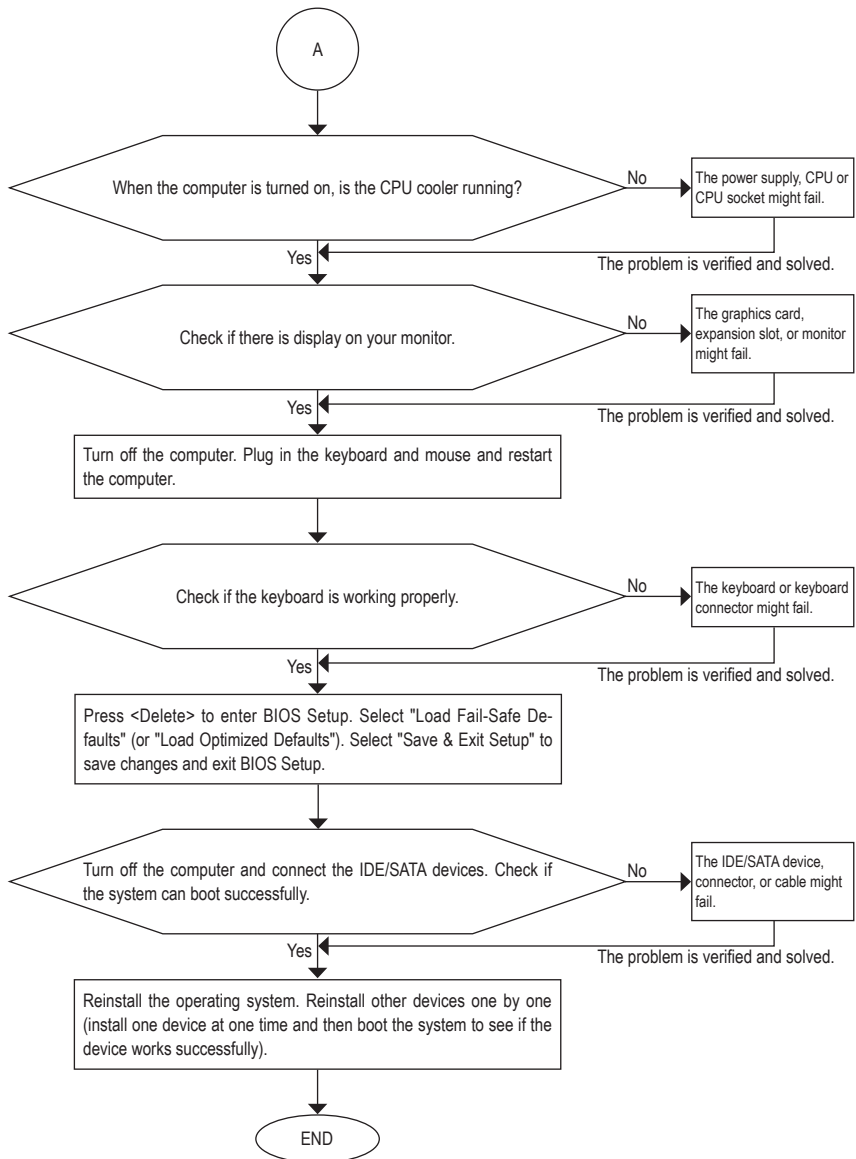 A
When the computer is turned on, is the CPU cooler running?
No
The power supply, CPU or
CPU socket might fail.
Yes
The problem is verified and solved.
Check if there is display on your monitor.
No
The graphics card,
expansion slot, or monitor
might fail.
Yes
The problem is verified and solved.
Turn off the computer. Plug in the keyboard and mouse and restart
the computer.
Check if the keyboard is working properly.
No
The keyboard or keyboard
connector might fail.
Yes
The problem is verified and solved.
Press <Delete> to enter BIOS Setup. Select "Load Fail-Safe De-
faults" (or "Load Optimized Defaults"). Select "Save & Exit Setup" to
save changes and exit BIOS Setup.
Turn off the computer and connect the IDE/SATA devices. Check if
the system can boot successfully.
No
The IDE/SATA device,
connector, or cable might
fail.
Yes
The problem is verified and solved.
Reinstall the operating system. Reinstall other devices one by one
(install one device at one time and then boot the system to see if the
device works successfully).
END